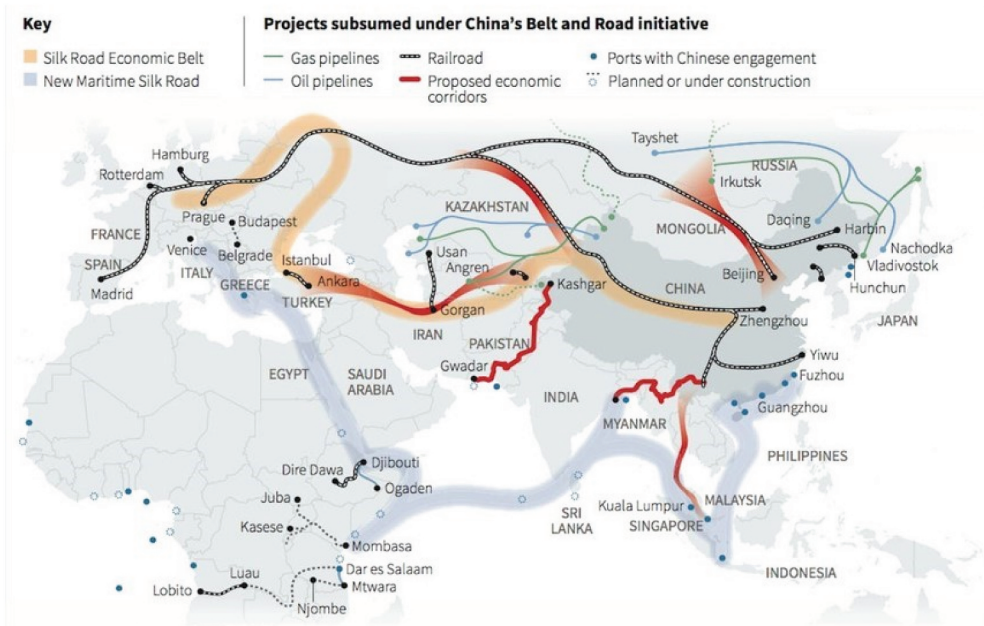 Key
Silk Road Economic Belt
New Maritime Silk Road
Projects subsumed under China's Belt and Road initiative
Gas pipelines
Oil pipelines
Railroad
Proposed economic
corridors
Ports with Chinese engagement
Planned or under construction
Hamburg
Rotterdam
Prague
Budapest
FRANCE
Venice
Belgrade
ITALY
SPAIN
Madrid
GREECE
Istanbul
Ankara
TURKEY
KAZAKHSTAN
Usan
Angren
Gorgan
IRAN
Kashgar
PAKISTAN
Gwadar
Tayshet
RUSSIA
Irkutsk
MONGOLIA
Daqing
Harbin
Nachodka
Vladivostok
Hunchun
Beijing
CHINA
Zhengzhou
JAPAN
Yiwu
Fuzhou
Guangzhou
EGYPT
SAUDI
ARABIA
INDIA
MYANMAR
PHILIPPINES
Dire Dawa
Djibouti
Ogaden
Juba
Kasese
Mombasa
SRI
LANKA
Kuala Lumpur
MALAYSIA
SINGAPORE
INDONESIA
Luau
Lobito
Dar es Salaam
Mtwara
Njombe